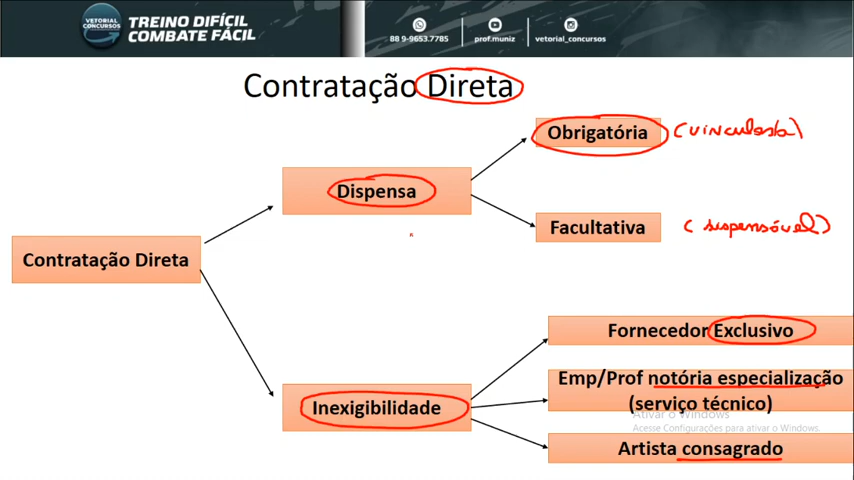 VETORIAL
CONCURSOS
TREINO DIFÍCIL
COMBATE FÁCIL
88 9-9653.7785
prof.muniz
vetorial_concursos
Contratação Direta
Obrigatória
(vinculada)
Dispensa
Facultativa
(dispensável)
Contratação Direta
Fornecedor Exclusivo
Emp/Prof notória especialização
(serviço técnico)
Inexigibilidade
Ativar o Windows
Acesse Configurações para ativar o Windows.
Artista consagrado